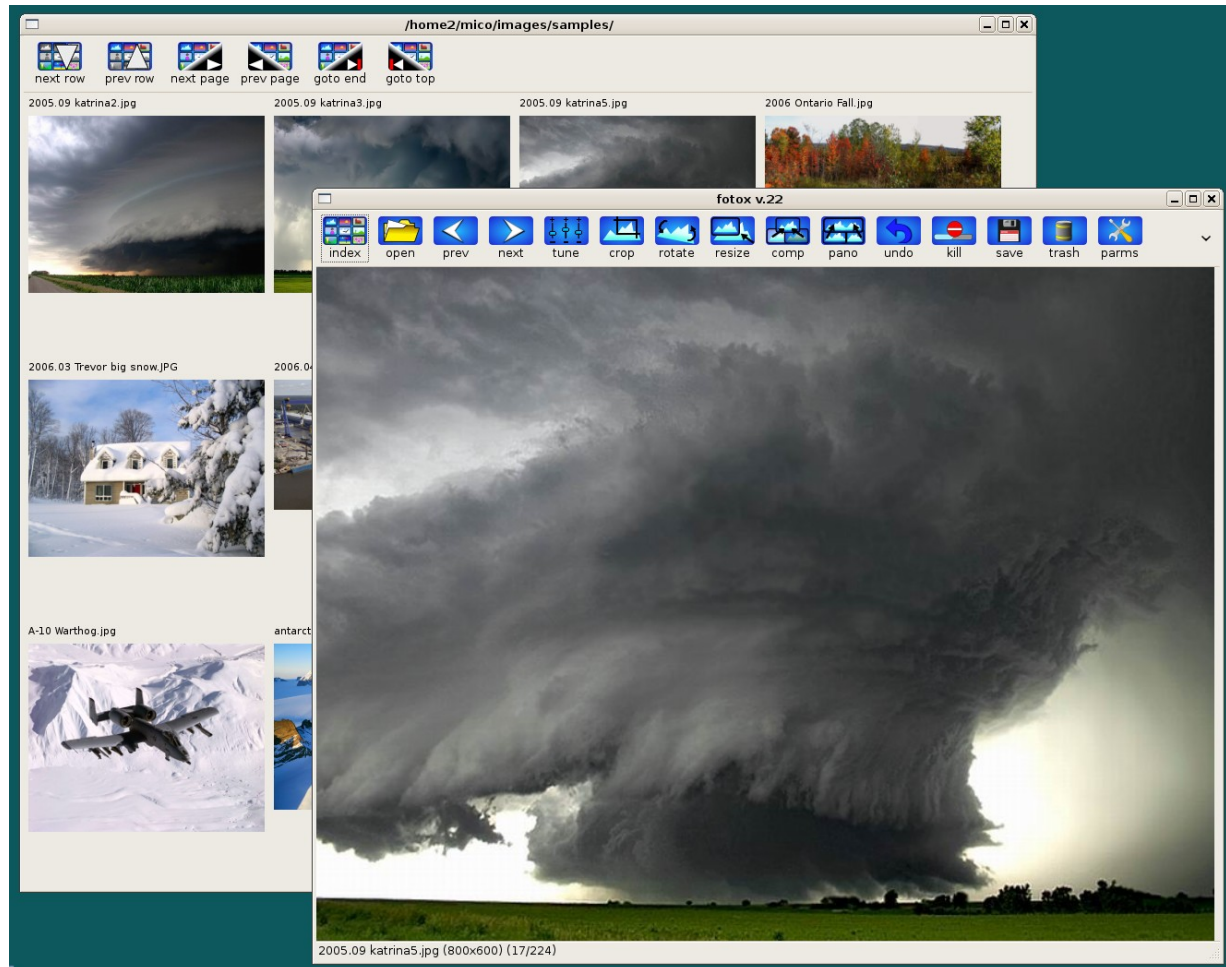 /home2/mico/images/samples/
next row prev row next page prev page goto end goto top
2005.09 katrina2.jpg 2005.09 katrina3.jpg 2005.09 katrina5.jpg 2006 Ontario Fall.jpg
fotox v.22
index open prev next tune crop rotate resize comp pano undo kill save trash parms
2006.03 Trevor big snow.JPG 2006.04
A-10 Warthog.jpg antarct
2005.09 katrina5.jpg (800x600) (17/224)